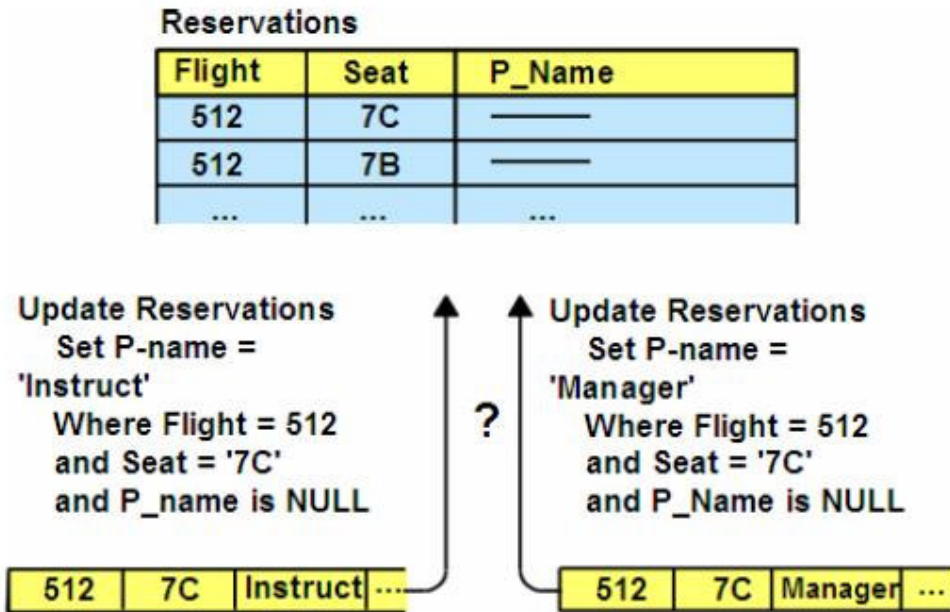 Reservations
Flight Seat P_Name
512 7C
512 7B
... ... ...
Update Reservations
Set P-name =
'Instruct'
Where Flight = 512
and Seat = '7C'
and P_name is NULL
?
Update Reservations
Set P-name =
'Manager'
Where Flight = 512
and Seat = '7C'
and P_Name is NULL
512 7C Instruct ...
512 7C Manager ...